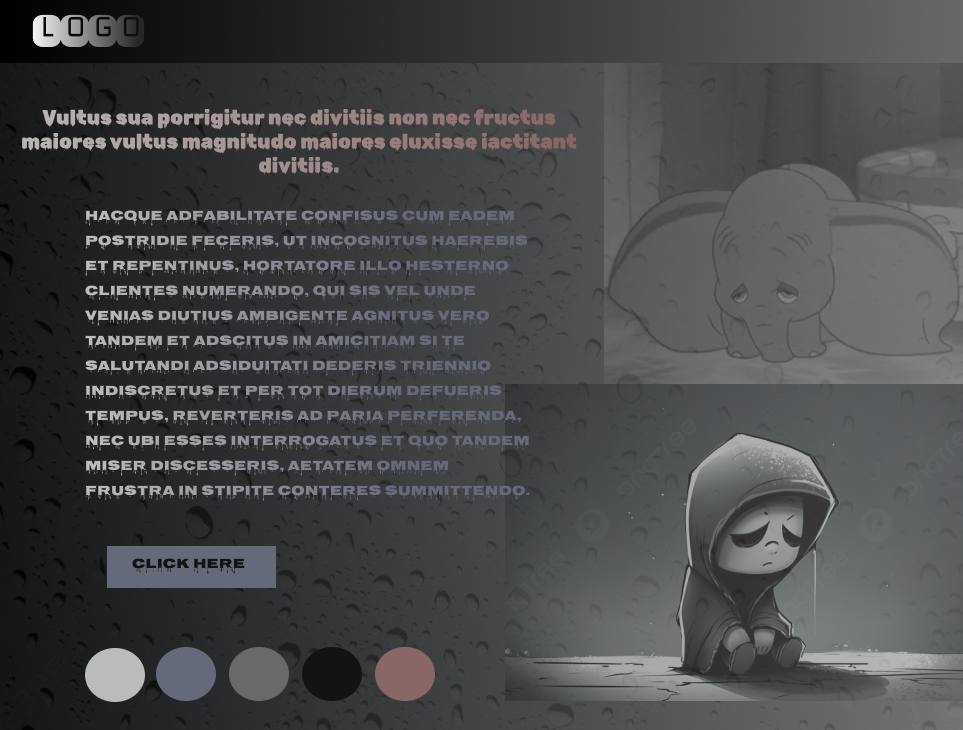 LOGO
Vultus sua porrigitur nec divitiis non nec fructus
maiores vultus magnitudo maiores eluxisse iactitant
divitiis.
HACQUE ADFABILITATE CONFISUS CUM EADEM
POSTRIDIE FECERIS, UT INCOGNITUS HAEREBIS
ET REPENTINUS, HORTATORE ILLO HESTERNO
CLIENTES NUMERANDO, QUI SIS VEL UNDE
VENIAS DIUTIUS AMBIGENTE AGNITUS VERO
TANDEM ET ADSCITUS IN AMICITIAM SI TE
SALUTANDI ADSIDUITATI DEDERIS TRIENNIO
INDISCRETUS ET PER TOT DIERUM DEFUERIS
TEMPUS, REVERTERIS AD PARIA PERFERENDA,
NEC UBI ESSES INTERROGATUS ET QUO TANDEM
MISER DISCESSERIS, AETATEM OMNEM
FRUSTRA IN STIPITE CONTERES SUMMITTENDO.
CLICK HERE